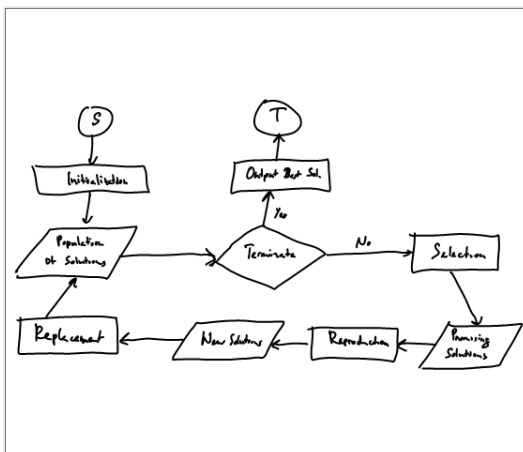 S
T
Initialization
Output Best Sol.
Yes
Population
Of Solutions
Terminate
No
Selection
Replacement
New Solutions
Reproduction
Promising
Solutions